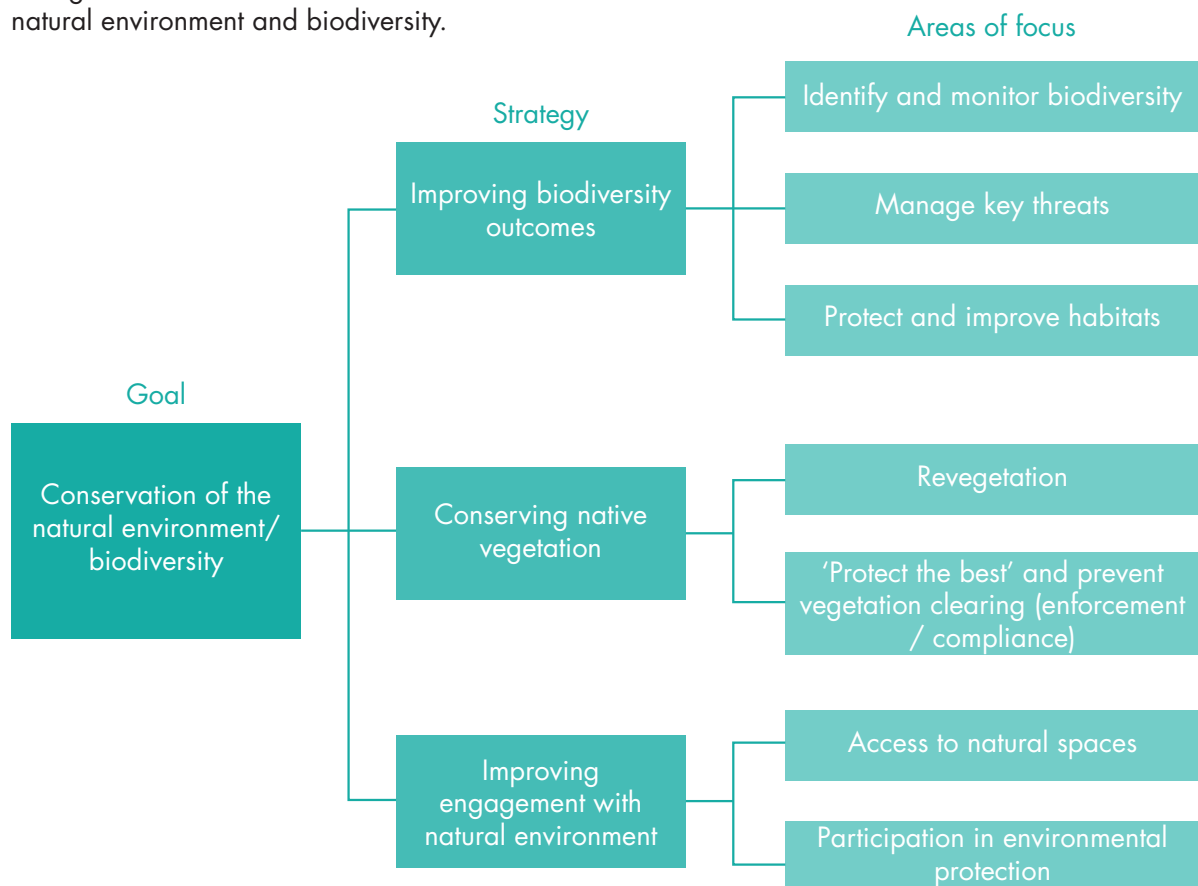 natural environment and biodiversity.
Areas of focus
Identify and monitor biodiversity
Strategy
Improving biodiversity
outcomes
Manage key threats
Protect and improve habitats
Goal
Conservation of the
natural environment/
biodiversity
Revegetation
Conserving native
vegetation
‘Protect the best’ and prevent
vegetation clearing (enforcement
/ compliance)
Access to natural spaces
Improving
engagement with
natural environment
Participation in environmental
protection